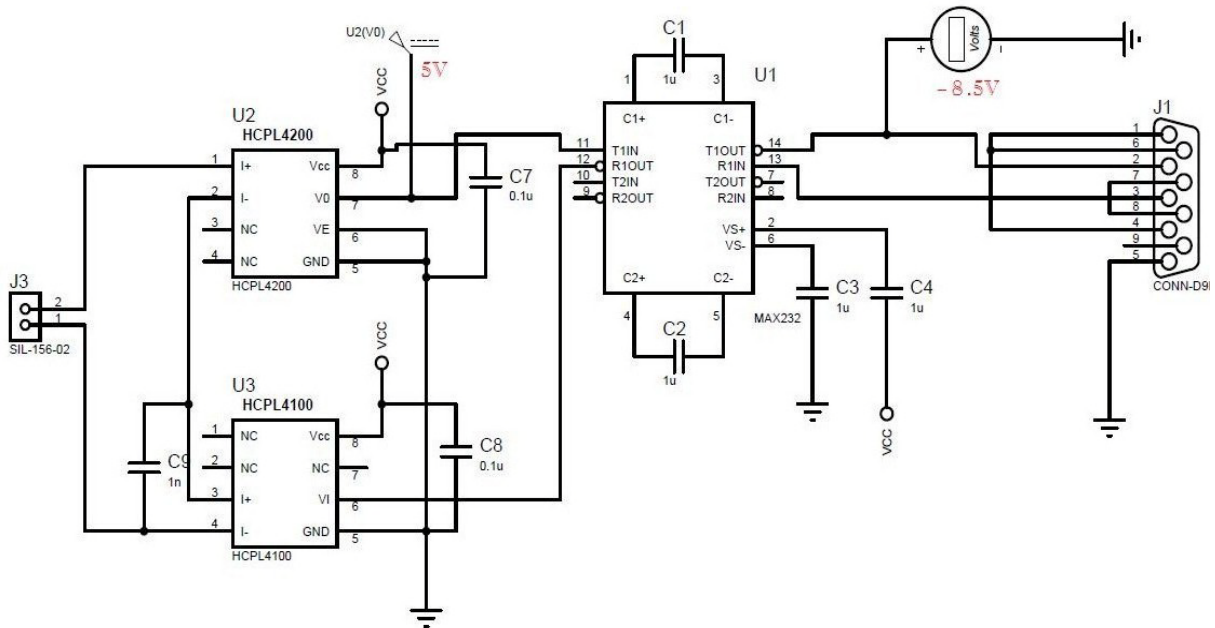 U2(V0)
5V
VCC
U2
HCPL4200
1 I+ Vcc 8
2 I- V0 7
3 NC VE 6
4 NC GND 5
HCPL4200
C7
0.1u
J3
2
1
SIL-156-02
VCC
U3
HCPL4100
1 NC Vcc 8
2 NC NC 7
3 I+ VI 6
4 I- GND 5
HCPL4100
C9
1n
C8
0.1u
C1
1u
1 3
U1
C1+ C1-
11 T1IN T1OUT 14
12 R1OUT R1IN 13
10 T2IN T2OUT 7
9 R2OUT R2IN 8
VS+ 2
VS- 6
C2+ C2-
4 5
C2
1u
MAX232
C3
1u
C4
1u
VCC
+ Volts -
-8.5V
J1
1
6
2
7
3
8
4
9
5
CONN-D9